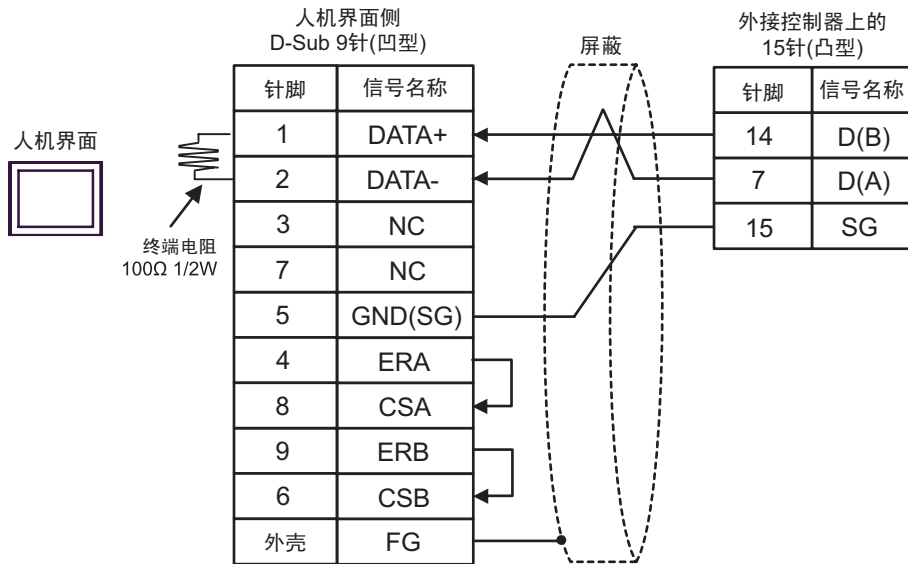 人机界面侧
D-Sub 9针(凹型)
屏蔽
外接控制器上的
15针(凸型)
人机界面
终端电阻
100Ω 1/2W
针脚 信号名称
1 DATA+
2 DATA-
3 NC
7 NC
5 GND(SG)
4 ERA
8 CSA
9 ERB
6 CSB
外壳 FG
针脚 信号名称
14 D(B)
7 D(A)
15 SG